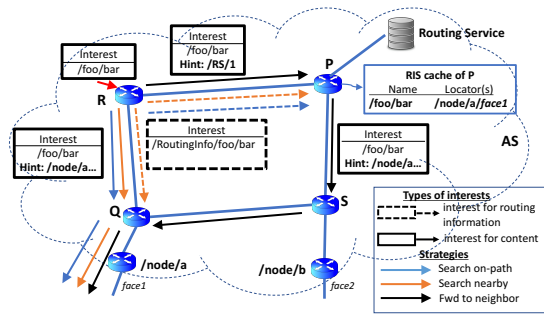 Routing Service
Interest
/foo/bar
Hint: /RS/1
P
Interest
/foo/bar
R
RIS cache of P
Name Locator(s)
/foo/bar /node/a/face1
Interest
/RoutingInfo/foo/bar
Interest
/foo/bar
Hint: /node/a...
Interest
/foo/bar
Hint: /node/a...
AS
Types of interests
interest for routing
information
interest for content
Strategies
Search on-path
Search nearby
Fwd to neighbor
S
Q
/node/a
/node/b
face1
face2